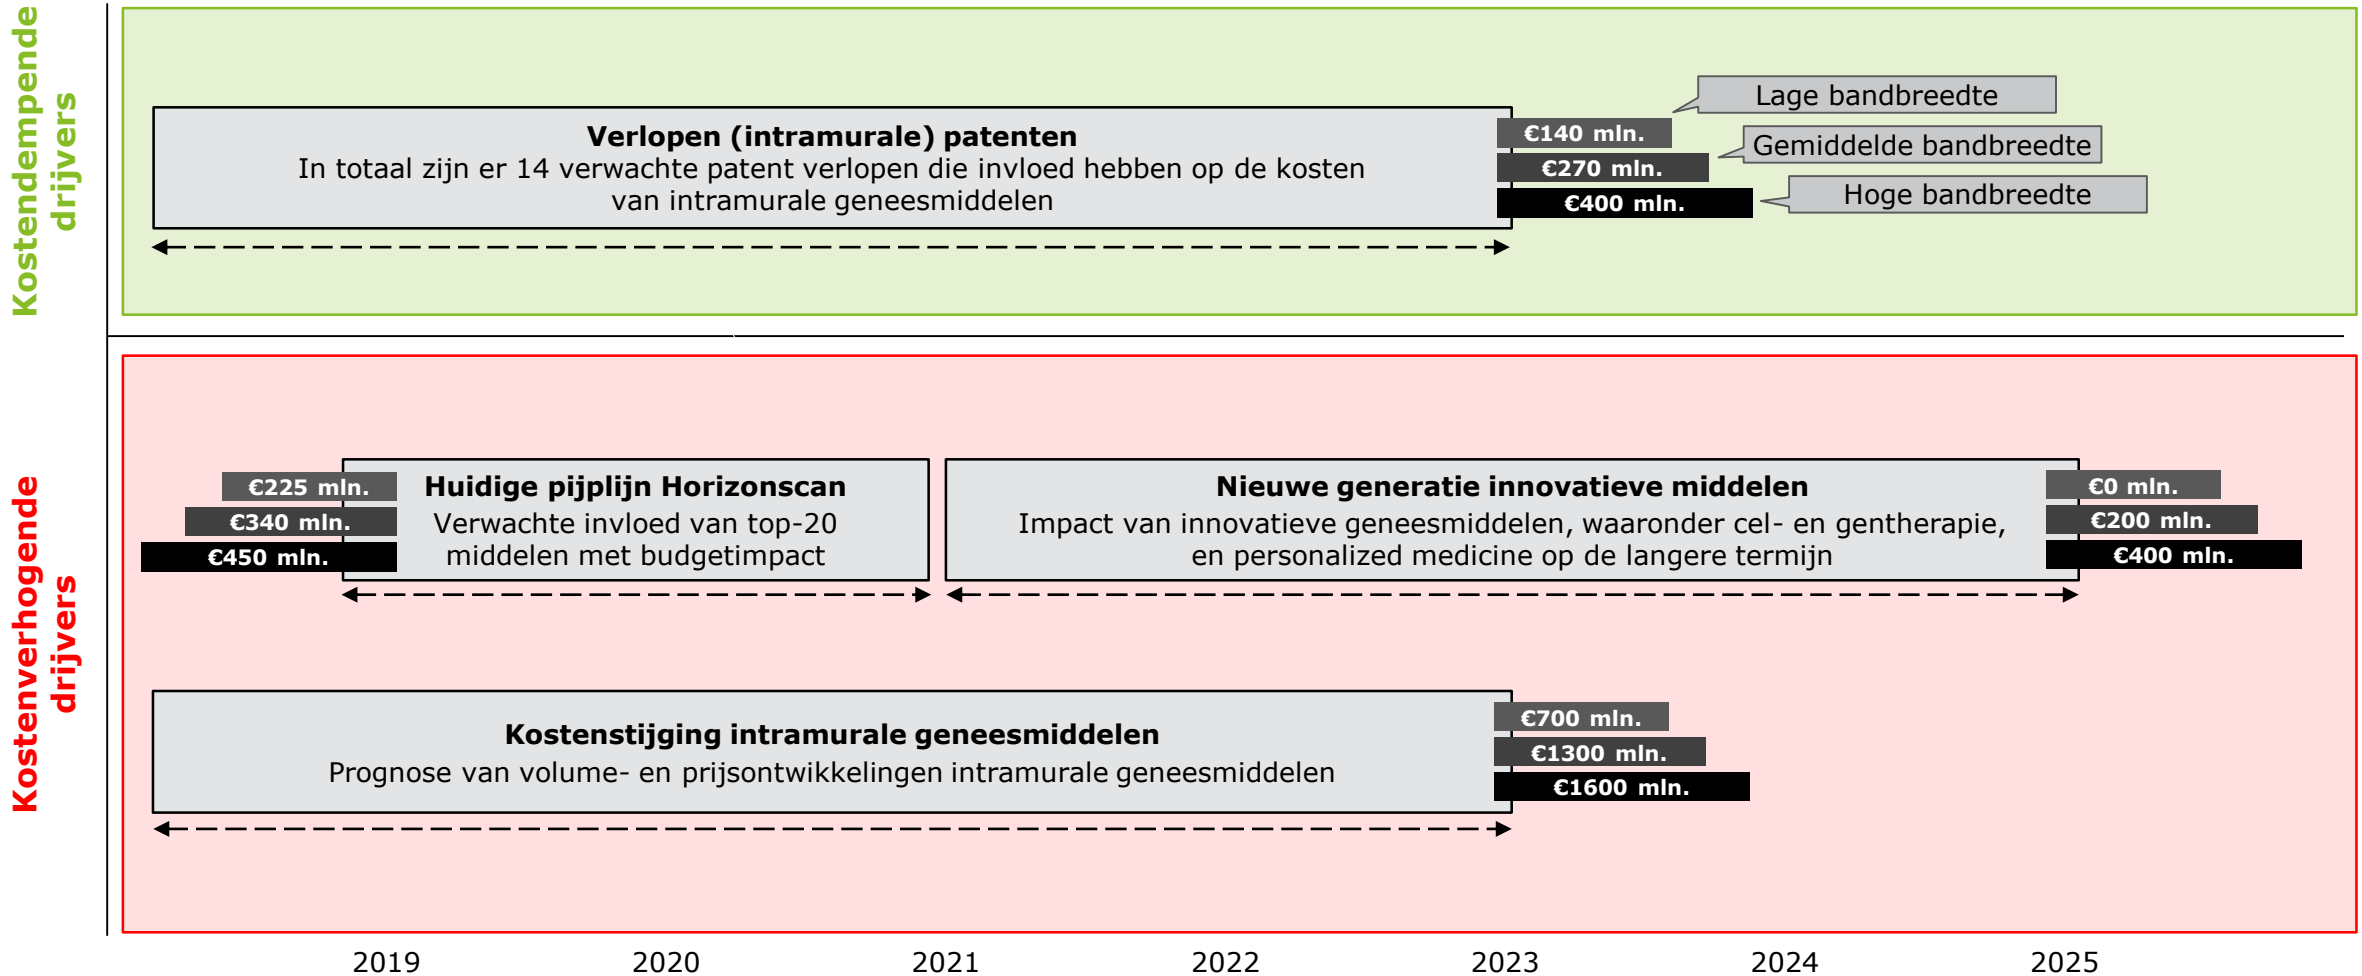 Kostendempende
drijvers
Verlopen (intramurale) patenten
In totaal zijn er 14 verwachte patent verlopen die invloed hebben op de kosten
van intramurale geneesmiddelen
€140 mln.
€270 mln.
€400 mln.
Lage bandbreedte
Gemiddelde bandbreedte
Hoge bandbreedte
Kostenverhogende
drijvers
€225 mln.
€340 mln.
€450 mln.
Huidige pijplijn Horizonscan
Verwachte invloed van top-20
middelen met budgetimpact
Nieuwe generatie innovatieve middelen
Impact van innovatieve geneesmiddelen, waaronder cel- en gentherapie,
en personalized medicine op de langere termijn
€0 mln.
€200 mln.
€400 mln.
Kostenstijging intramurale geneesmiddelen
Prognose van volume- en prijsontwikkelingen intramurale geneesmiddelen
€700 mln.
€1300 mln.
€1600 mln.
2019 2020 2021 2022 2023 2024 2025